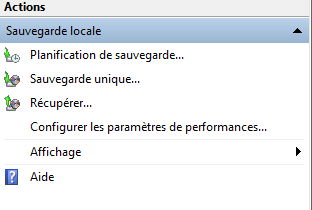 Actions
Sauvegarde locale
Planification de sauvegarde...
Sauvegarde unique...
Récupérer...
Configurer les paramètres de performances...
Affichage
Aide